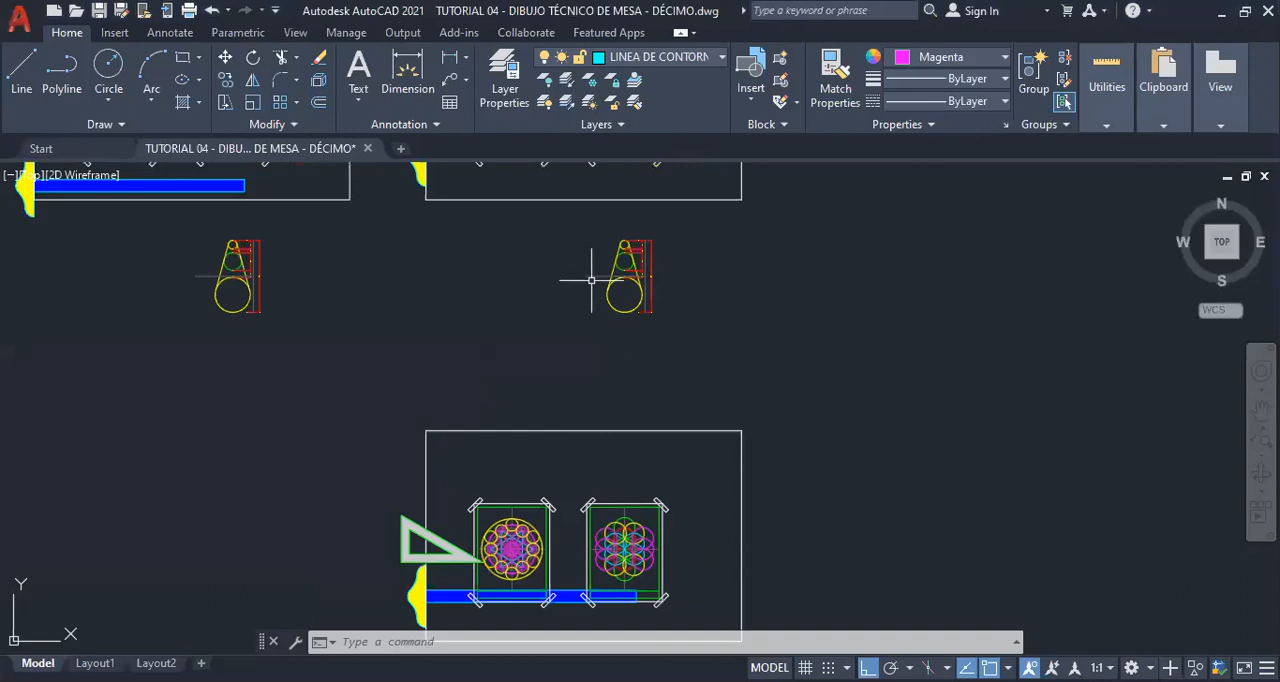 Autodesk AutoCAD 2021 TUTORIAL 04 - DIBUJO TÉCNICO DE MESA - DÉCIMO.dwg Type a keyword or phrase Sign In
Home Insert Annotate Parametric View Manage Output Add-ins Collaborate Express Tools Featured Apps
Line Polyline Circle Arc Text Dimension Layer Properties LINEA DE CONTORN Insert Match Properties Magenta ByLayer ByLayer Group Utilities Clipboard View
Draw Modify Annotation Layers Block Properties Groups
Start TUTORIAL 04 - DIBU... DE MESA - DÉCIMO*
[2D Wireframe]
N
W TOP E
S
WCS
Y
X
Type a command
Model Layout1 Layout2 MODEL 1:1